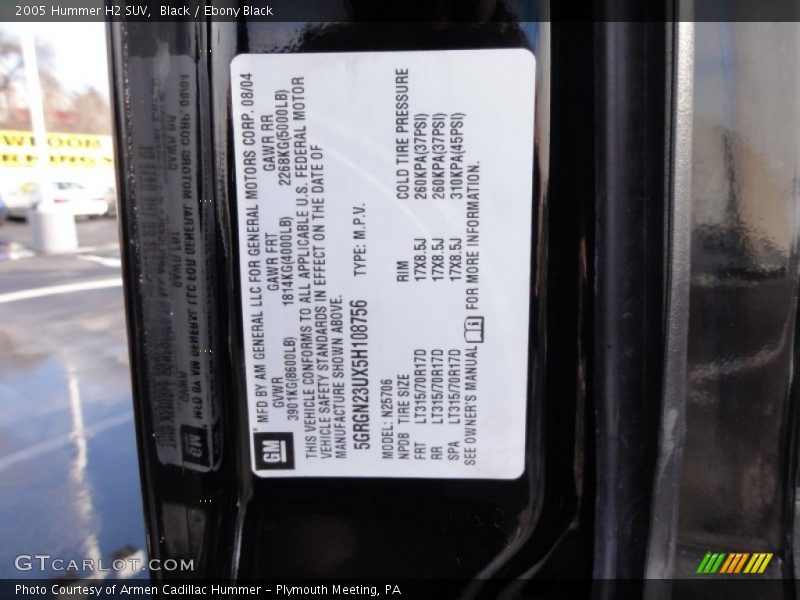 2005 Hummer H2 SUV, Black / Ebony Black
GM
MFD BY AM GENERAL LLC FOR GENERAL MOTORS CORP. 08/04
GVWR GAWR FRT GAWR RR
3901KG(8600LB) 1814KG(4000LB) 2268KG(5000LB)
THIS VEHICLE CONFORMS TO ALL APPLICABLE U.S. FEDERAL MOTOR
VEHICLE SAFETY STANDARDS IN EFFECT ON THE DATE OF
MANUFACTURE SHOWN ABOVE.
5GRGN23UX5H108756 TYPE: M.P.V.
MODEL: N25706
NPOB TIRE SIZE RIM COLD TIRE PRESSURE
FRT LT315/70R17D 17X8.5J 260KPA(37PSI)
RR LT315/70R17D 17X8.5J 260KPA(37PSI)
SPA LT315/70R17D 17X8.5J 310KPA(45PSI)
SEE OWNER'S MANUAL FOR MORE INFORMATION.
GTCarLot.com
Photo Courtesy of Armen Cadillac Hummer - Plymouth Meeting, PA